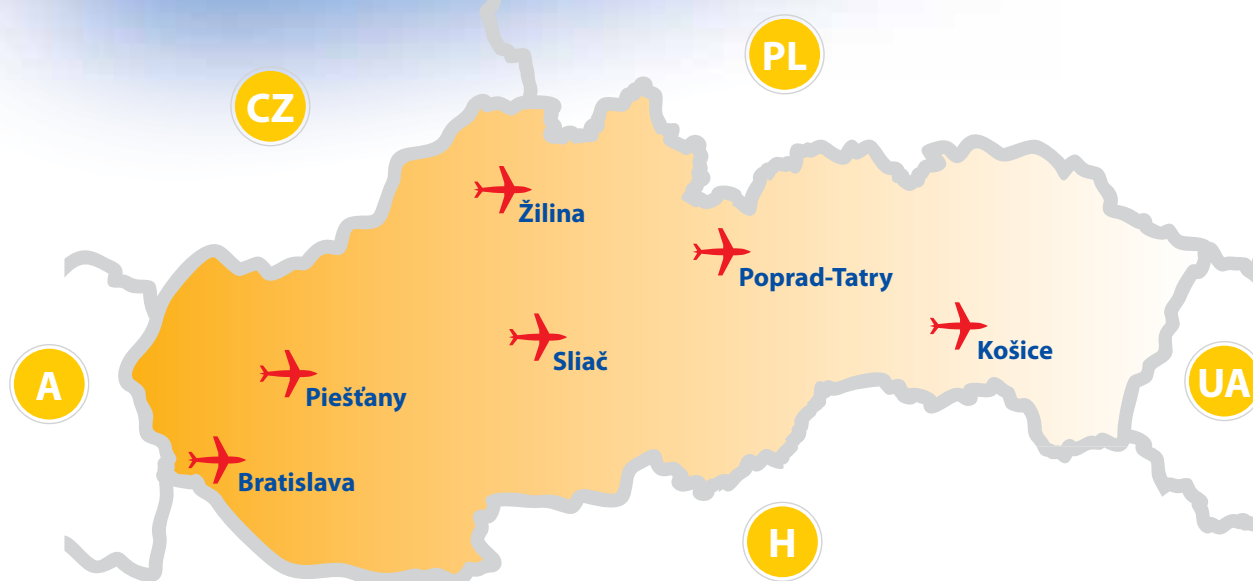 PL
CZ
Žilina
Poprad-Tatry
Košice
Sliač
A
UA
Piešťany
Bratislava
H